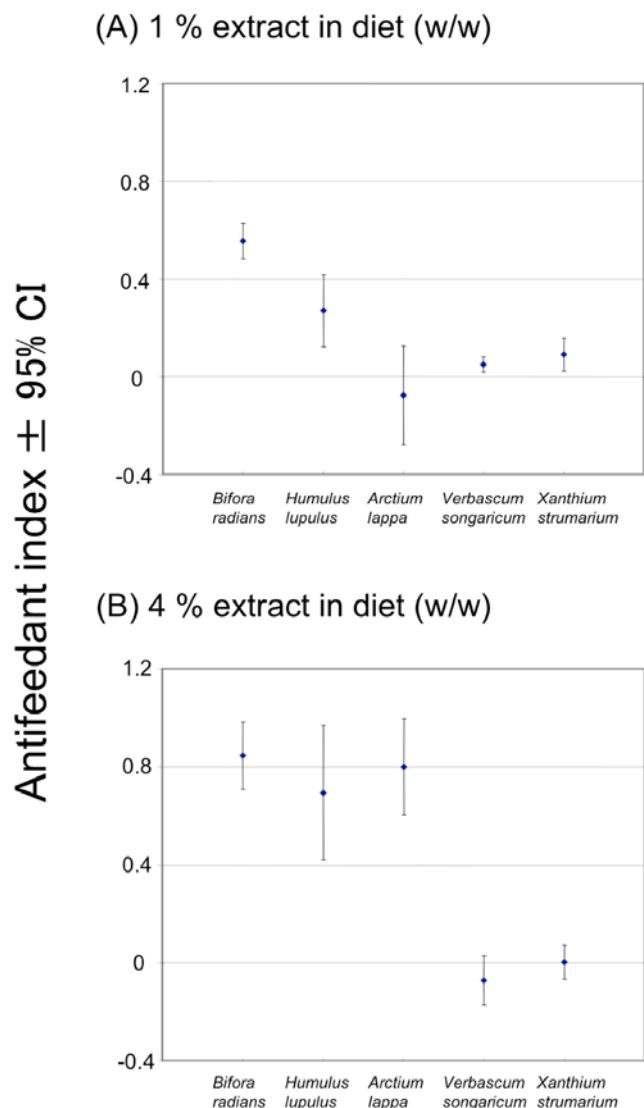 (A) 1 % extract in diet (w/w)
1.2
0.8
0.4
0
-0.4
Bifora radians
Humulus lupulus
Arctium lappa
Verbascum songaricum
Xanthium strumarium
Antifeedant index ± 95% CI
(B) 4 % extract in diet (w/w)
1.2
0.8
0.4
0
-0.4
Bifora radians
Humulus lupulus
Arctium lappa
Verbascum songaricum
Xanthium strumarium